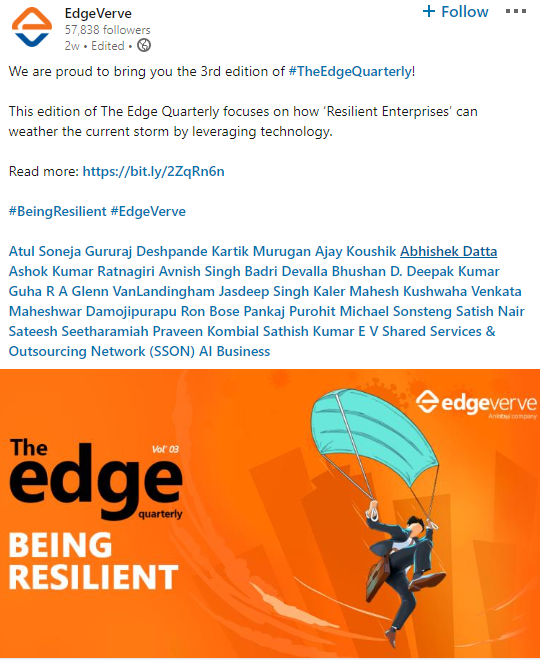 EdgeVerve
+ Follow
57,838 followers
2w • Edited •
We are proud to bring you the 3rd edition of #TheEdgeQuarterly!
This edition of The Edge Quarterly focuses on how ‘Resilient Enterprises’ can
weather the current storm by leveraging technology.
Read more: https://bit.ly/2ZqRn6n
#BeingResilient #EdgeVerve
Atul Soneja Gururaj Deshpande Kartik Murugan Ajay Koushik Abhishek Datta
Ashok Kumar Ratnagiri Avnish Singh Badri Devalla Bhushan D. Deepak Kumar
Guha R A Glenn VanLandingham Jasdeep Singh Kaler Mahesh Kushwaha Venkata
Maheshwar Damojipurapu Ron Bose Pankaj Purohit Michael Sonsteng Satish Nair
Sateesh Seetharamiah Praveen Kombial Sathish Kumar E V Shared Services &
Outsourcing Network (SSON) AI Business
edgeverve
An Infosys company
The
Vol' 03
edge
quarterly
BEING
RESILIENT